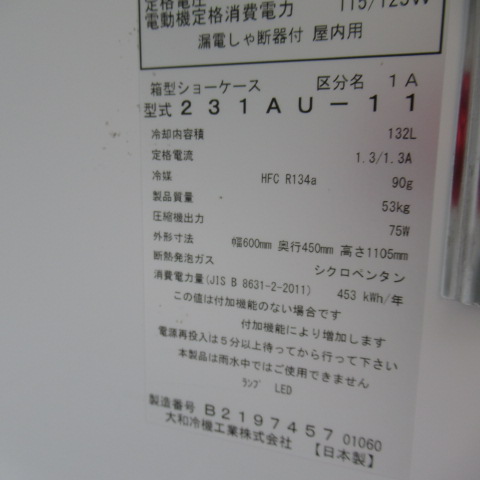 定格電圧
電動機定格消費電力 115/125W
漏電しゃ断器付 屋内用
箱型ショーケース 区分名 1A
型式 231AU-11
冷却内容積 132L
定格電流 1.3/1.3A
冷媒 HFC R134a 90g
製品質量 53kg
圧縮機出力 75W
外形寸法 幅600mm 奥行450mm 高さ1105mm
断熱発泡ガス シクロペンタン
消費電力量(JIS B 8631-2-2011) 453 kWh/年
この値は付加機能のない場合です
付加機能により増加します
電源再投入は5分以上待ってから行って下さい
本製品は雨水中ではご使用できません
ﾗﾝﾌﾟ LED
製造番号 B2197457 01060
大和冷機工業株式会社 【日本製】